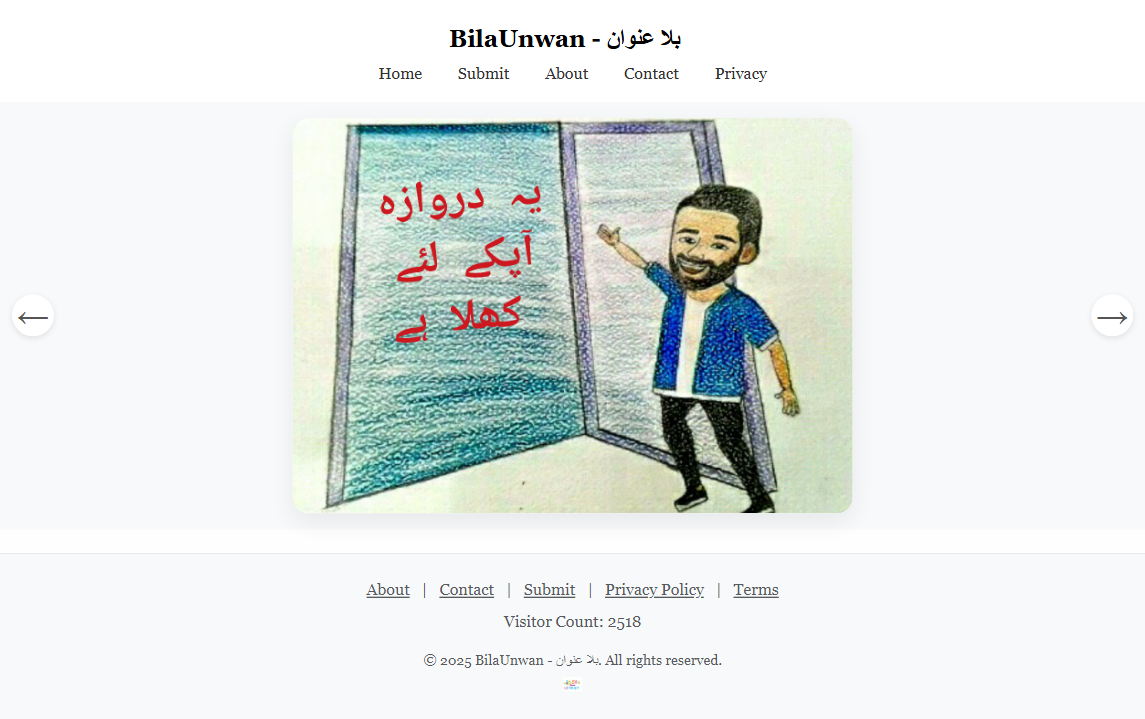 BilaUnwan - بلا عنوان
Home Submit About Contact Privacy
یہ دروازہ
آپکے لئے
کھلا ہے
About | Contact | Submit | Privacy Policy | Terms
Visitor Count: 2518
© 2025 BilaUnwan - بلا عنوان. All rights reserved.